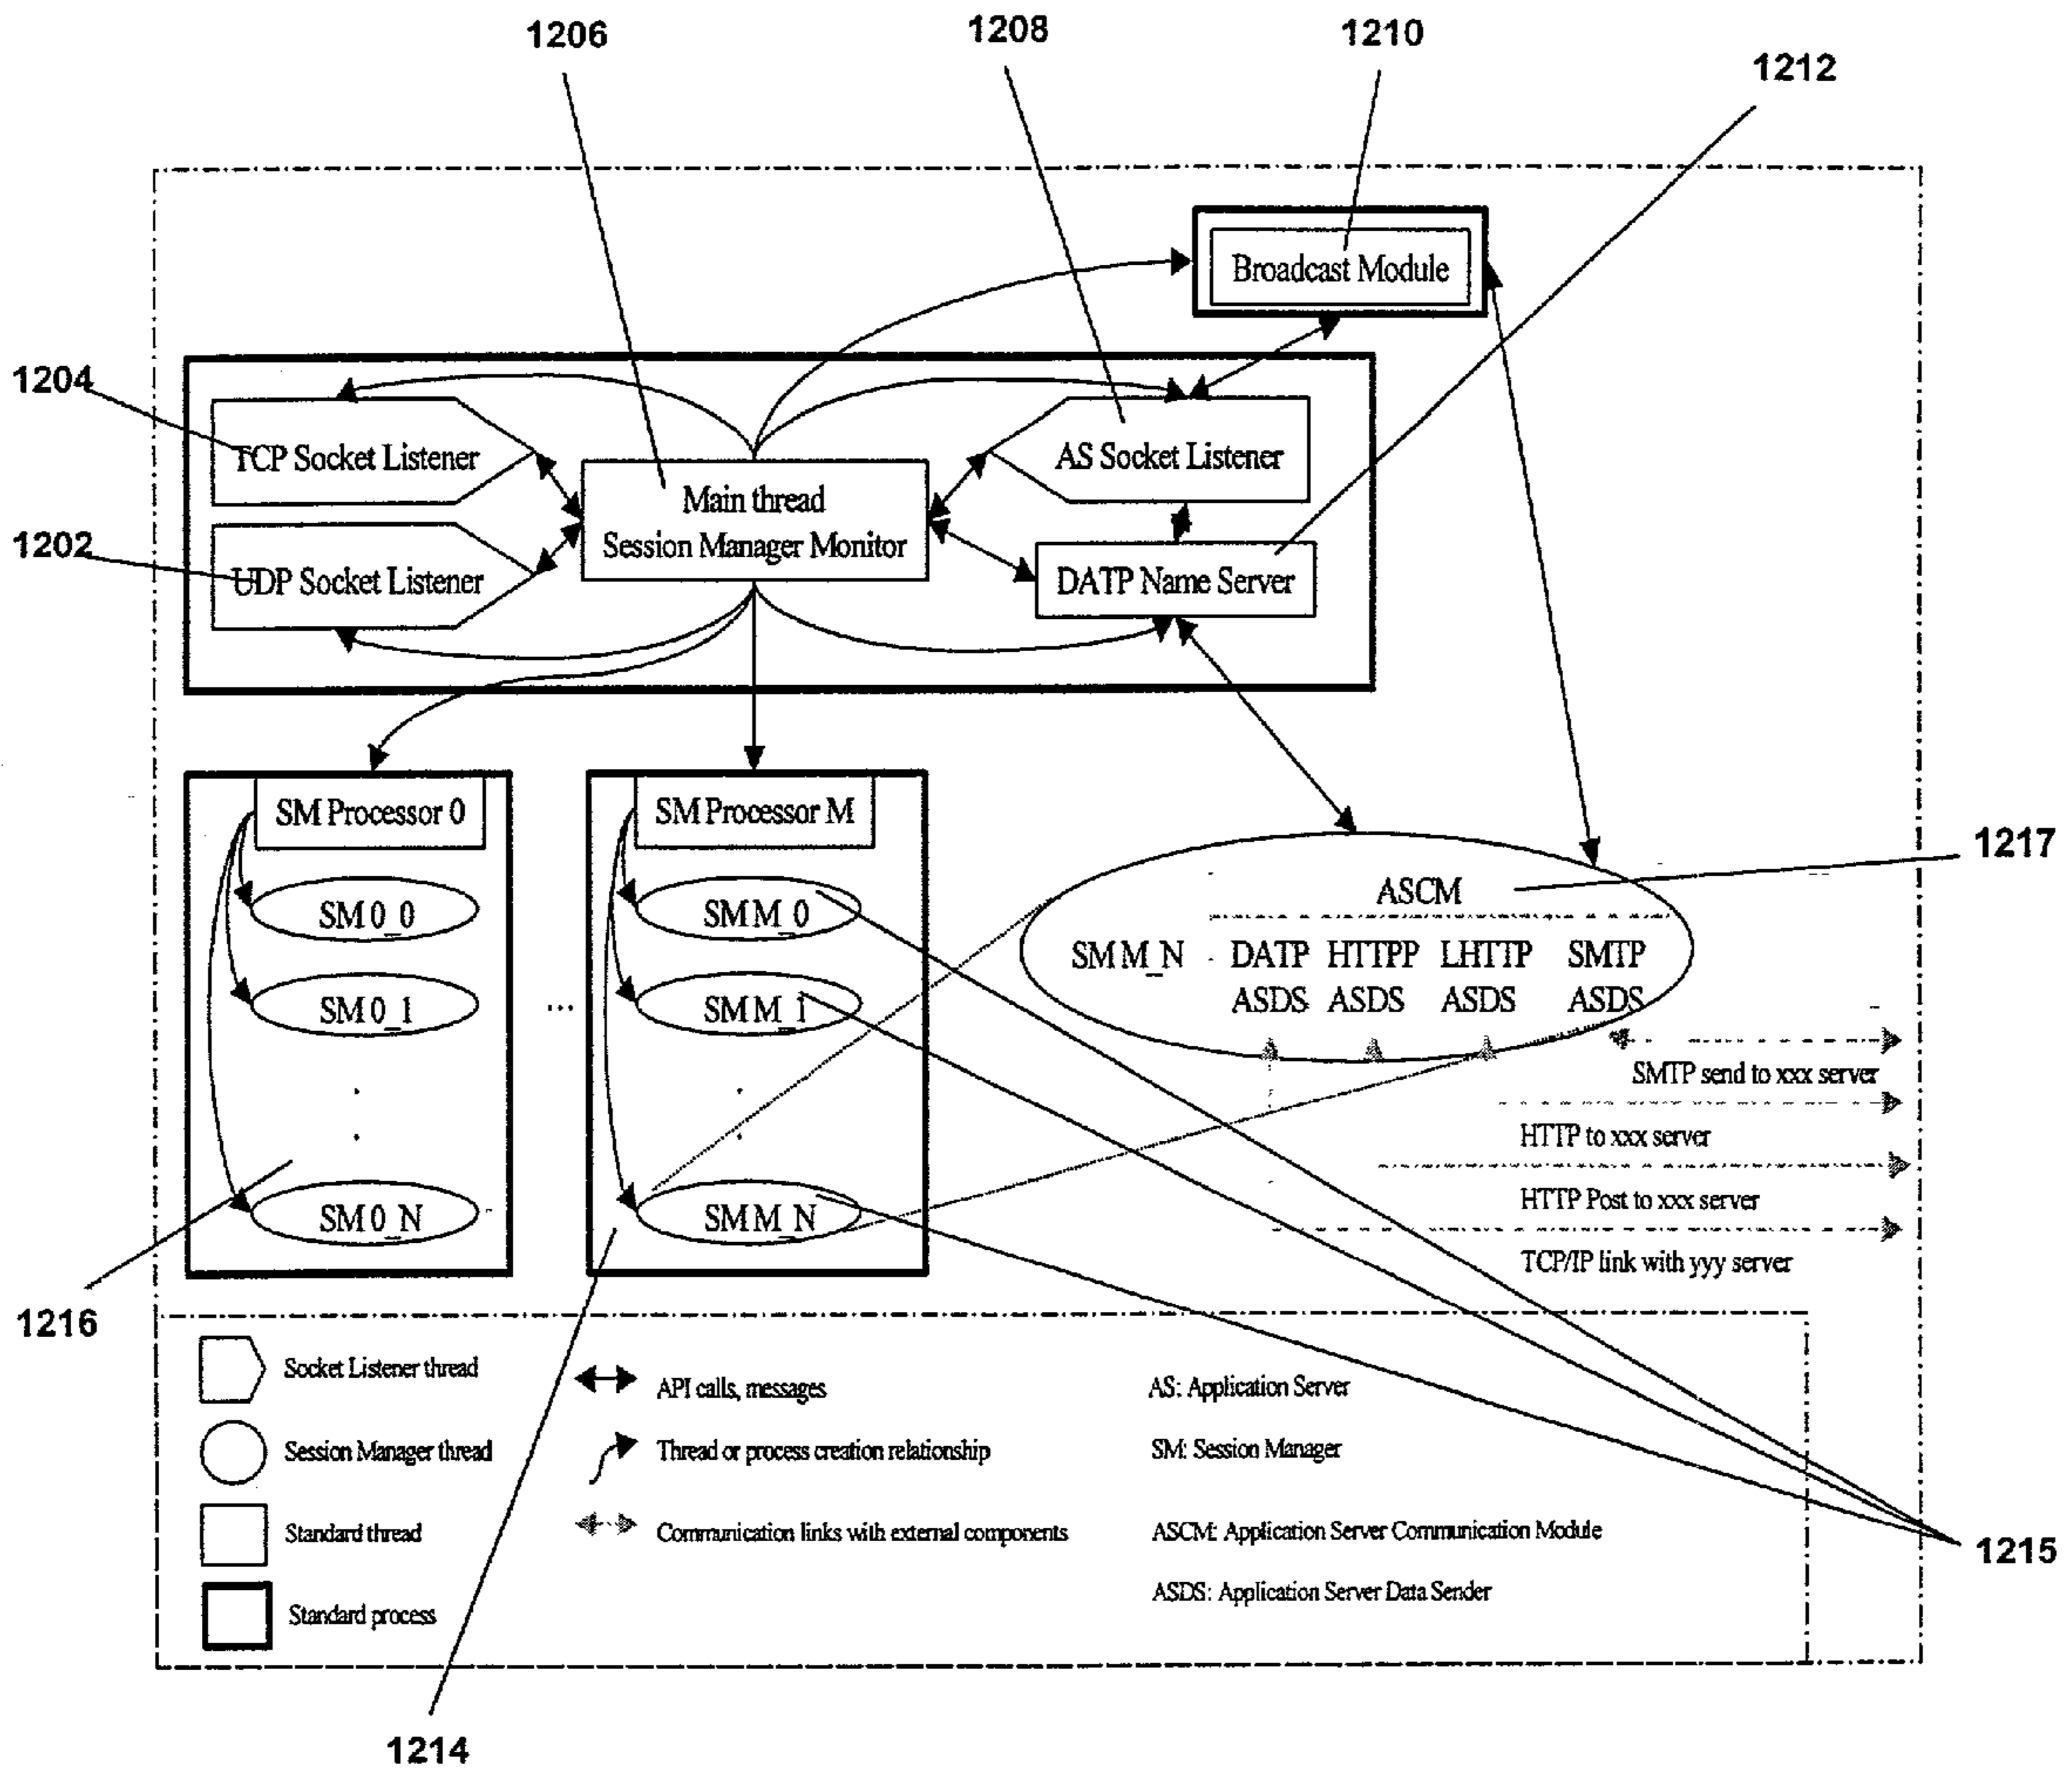 1206
1208
1210
1212
Broadcast Module
1204
TCP Socket Listener
AS Socket Listener
Main thread
Session Manager Monitor
1202
UDP Socket Listener
DATP Name Server
SM Processor 0
SM Processor M
1217
ASCM
SM 0_0
SM M_0
SM M_N
DATP HTTPP LHTTP SMTP
ASDS ASDS ASDS ASDS
SM 0_1
...
SM M_1
SMTP send to xxx server
HTTP to xxx server
HTTP Post to xxx server
SM 0_N
SM M_N
TCP/IP link with yyy server
1216
Socket Listener thread
API calls, messages
AS: Application Server
Session Manager thread
Thread or process creation relationship
SM: Session Manager
Standard thread
Communication links with external components
ASCM: Application Server Communication Module
1215
ASDS: Application Server Data Sender
Standard process
1214